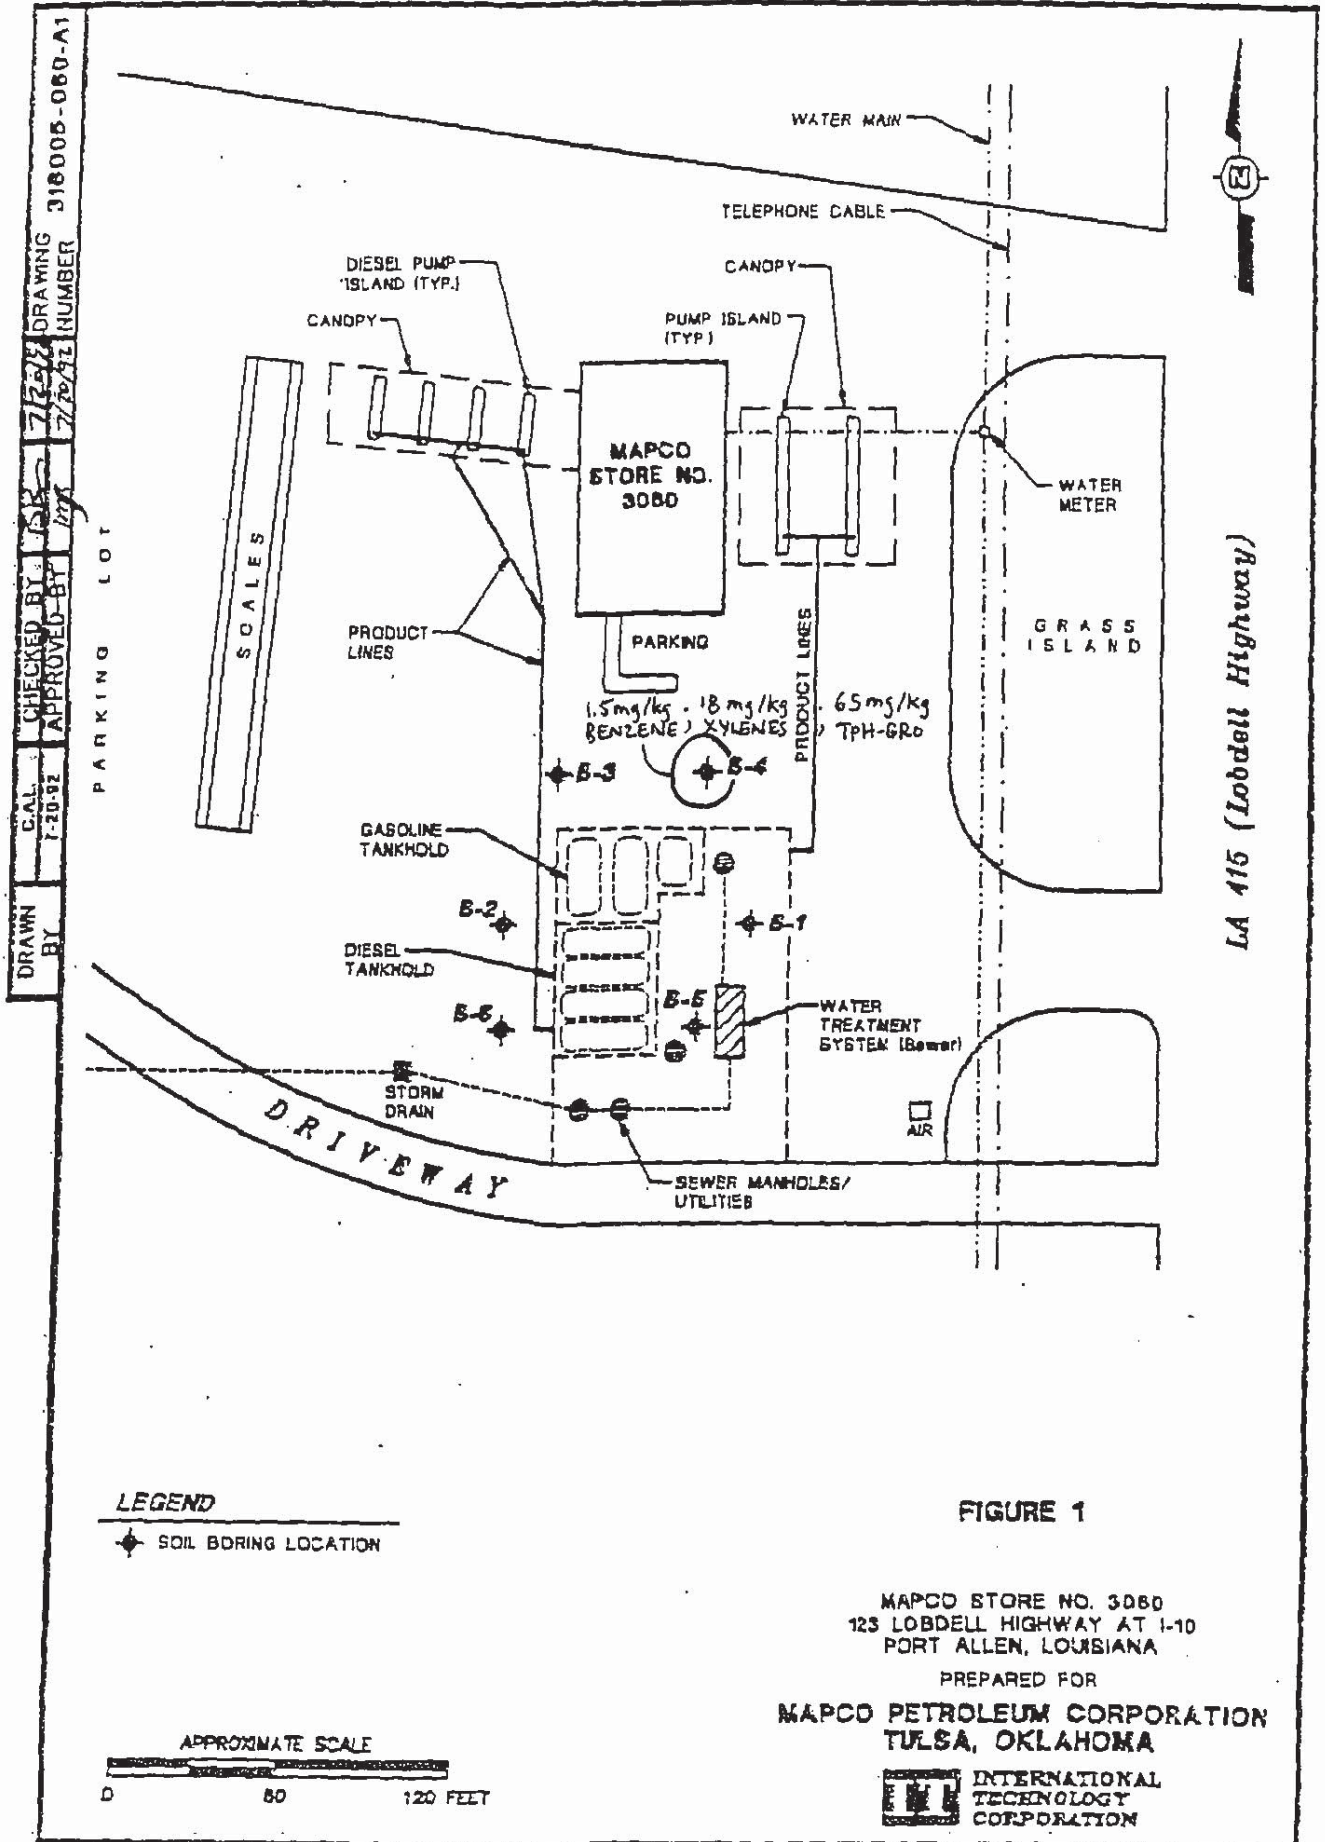 DRAWN BY
C.A.L.
7-20-92
CHECKED BY
APPROVED BY
7/20/92
DRAWING NUMBER
318005-060-A1
WATER MAIN
TELEPHONE CABLE
DIESEL PUMP
ISLAND (TYP.)
CANOPY
CANOPY
PUMP ISLAND
(TYP)
MAPCO
STORE NO.
3060
WATER
METER
SCALES
PARKING LOT
PRODUCT
LINES
PARKING
PRODUCT LINES
GRASS
ISLAND
LA 415 (Lobdell Highway)
1.5mg/kg . 18 mg/kg . 65mg/kg
BENZENE, XYLENES, TPH-GRO
B-3
B-4
GASOLINE
TANKHOLD
B-2
B-1
DIESEL
TANKHOLD
B-5
WATER
TREATMENT
SYSTEM (Sewer)
STORM
DRAIN
DRIVEWAY
AIR
SEWER MANHOLES/
UTILITIES
LEGEND
SOIL BORING LOCATION
FIGURE 1
MAPCO STORE NO. 3060
123 LOBDELL HIGHWAY AT I-10
PORT ALLEN, LOUISIANA
PREPARED FOR
MAPCO PETROLEUM CORPORATION
TULSA, OKLAHOMA
INTERNATIONAL
TECHNOLOGY
CORPORATION
APPROXIMATE SCALE
0 60 120 FEET